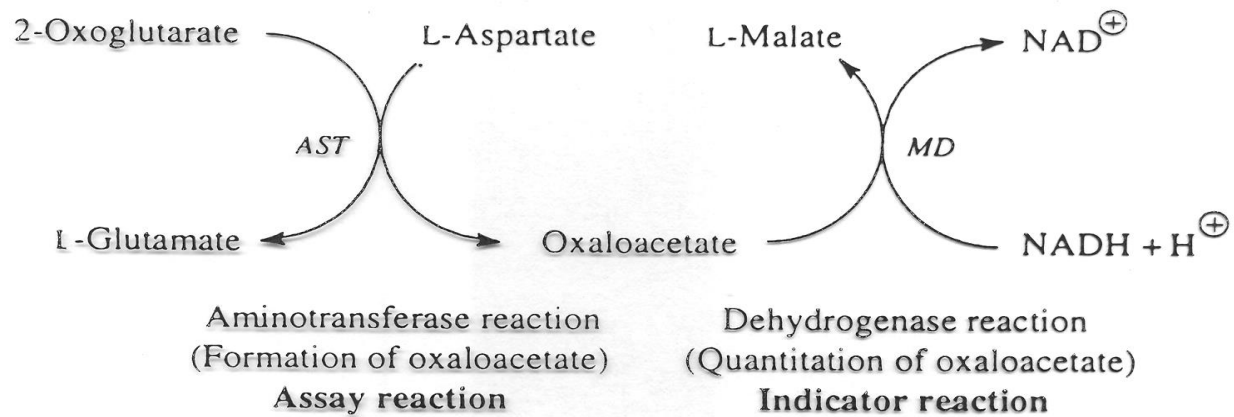 2-Oxoglutarate L-Aspartate L-Malate NAD⊕
AST MD
L-Glutamate Oxaloacetate NADH + H⊕
Aminotransferase reaction Dehydrogenase reaction
(Formation of oxaloacetate) (Quantitation of oxaloacetate)
Assay reaction Indicator reaction